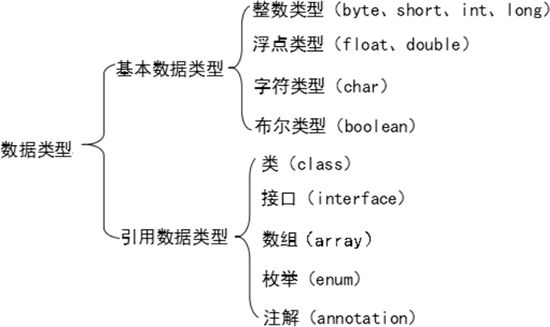 数据类型
基本数据类型
整数类型（byte、short、int、long）
浮点类型（float、double）
字符类型（char）
布尔类型（boolean）
引用数据类型
类（class）
接口（interface）
数组（array）
枚举（enum）
注解（annotation）